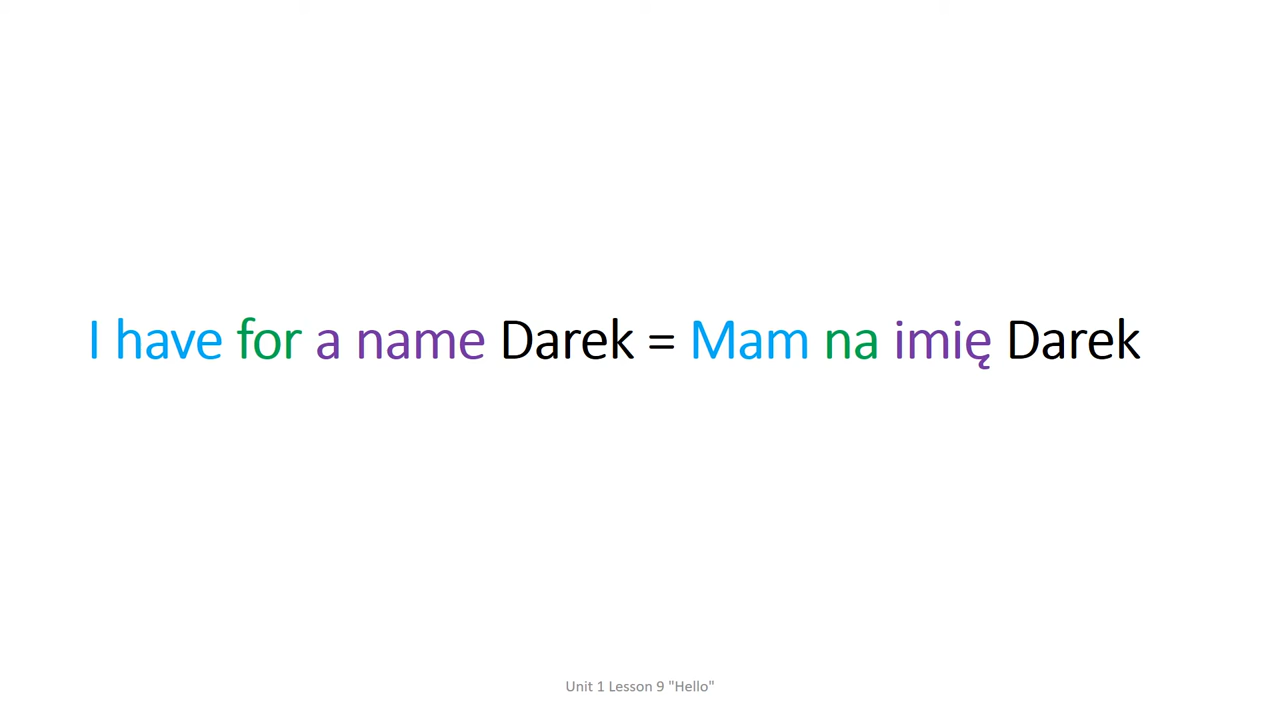 I have for a name Darek = Mam na imię Darek
Unit 1 Lesson 9 "Hello"